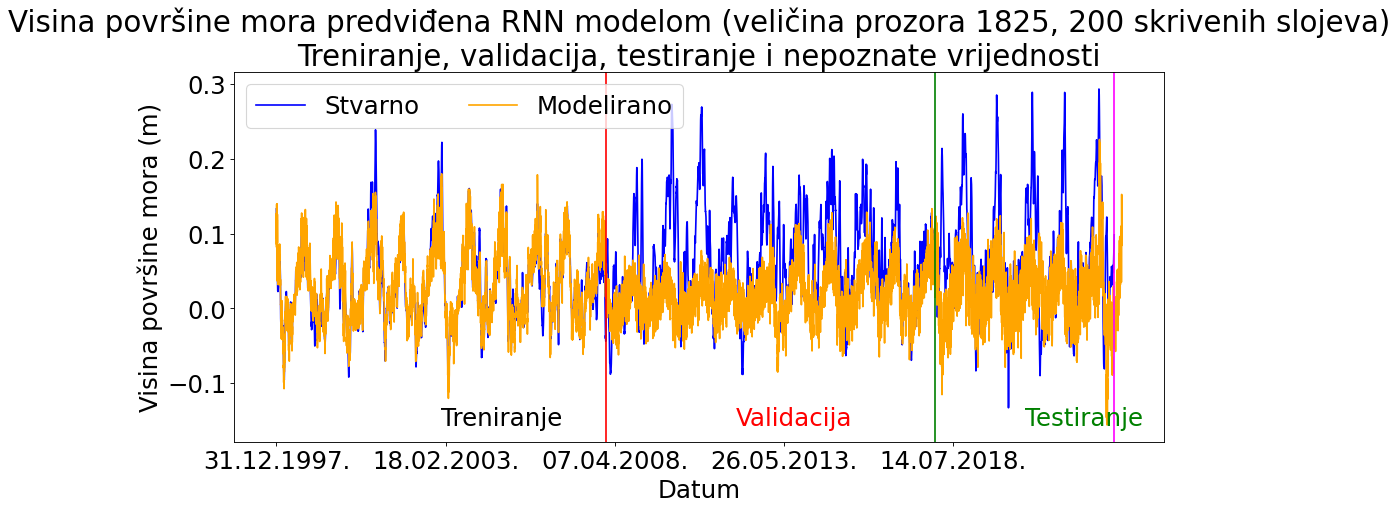 Visina površine mora predviđena RNN modelom (veličina prozora 1825, 200 skrivenih slojeva)
Treniranje, validacija, testiranje i nepoznate vrijednosti
Stvarno
Modelirano
Visina površine mora (m)
0.3
0.2
0.1
0.0
−0.1
Treniranje
Validacija
Testiranje
31.12.1997.
18.02.2003.
07.04.2008.
26.05.2013.
14.07.2018.
Datum